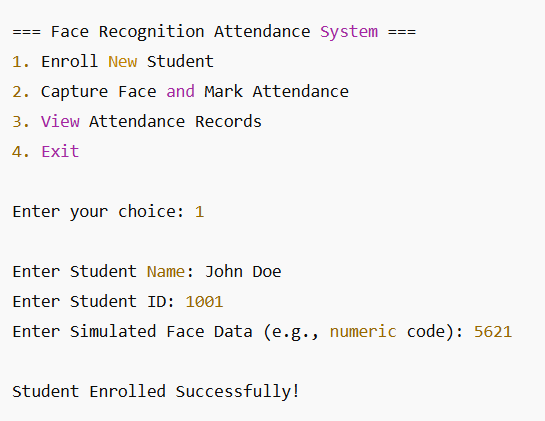 === Face Recognition Attendance System ===
1. Enroll New Student
2. Capture Face and Mark Attendance
3. View Attendance Records
4. Exit
Enter your choice: 1
Enter Student Name: John Doe
Enter Student ID: 1001
Enter Simulated Face Data (e.g., numeric code): 5621
Student Enrolled Successfully!